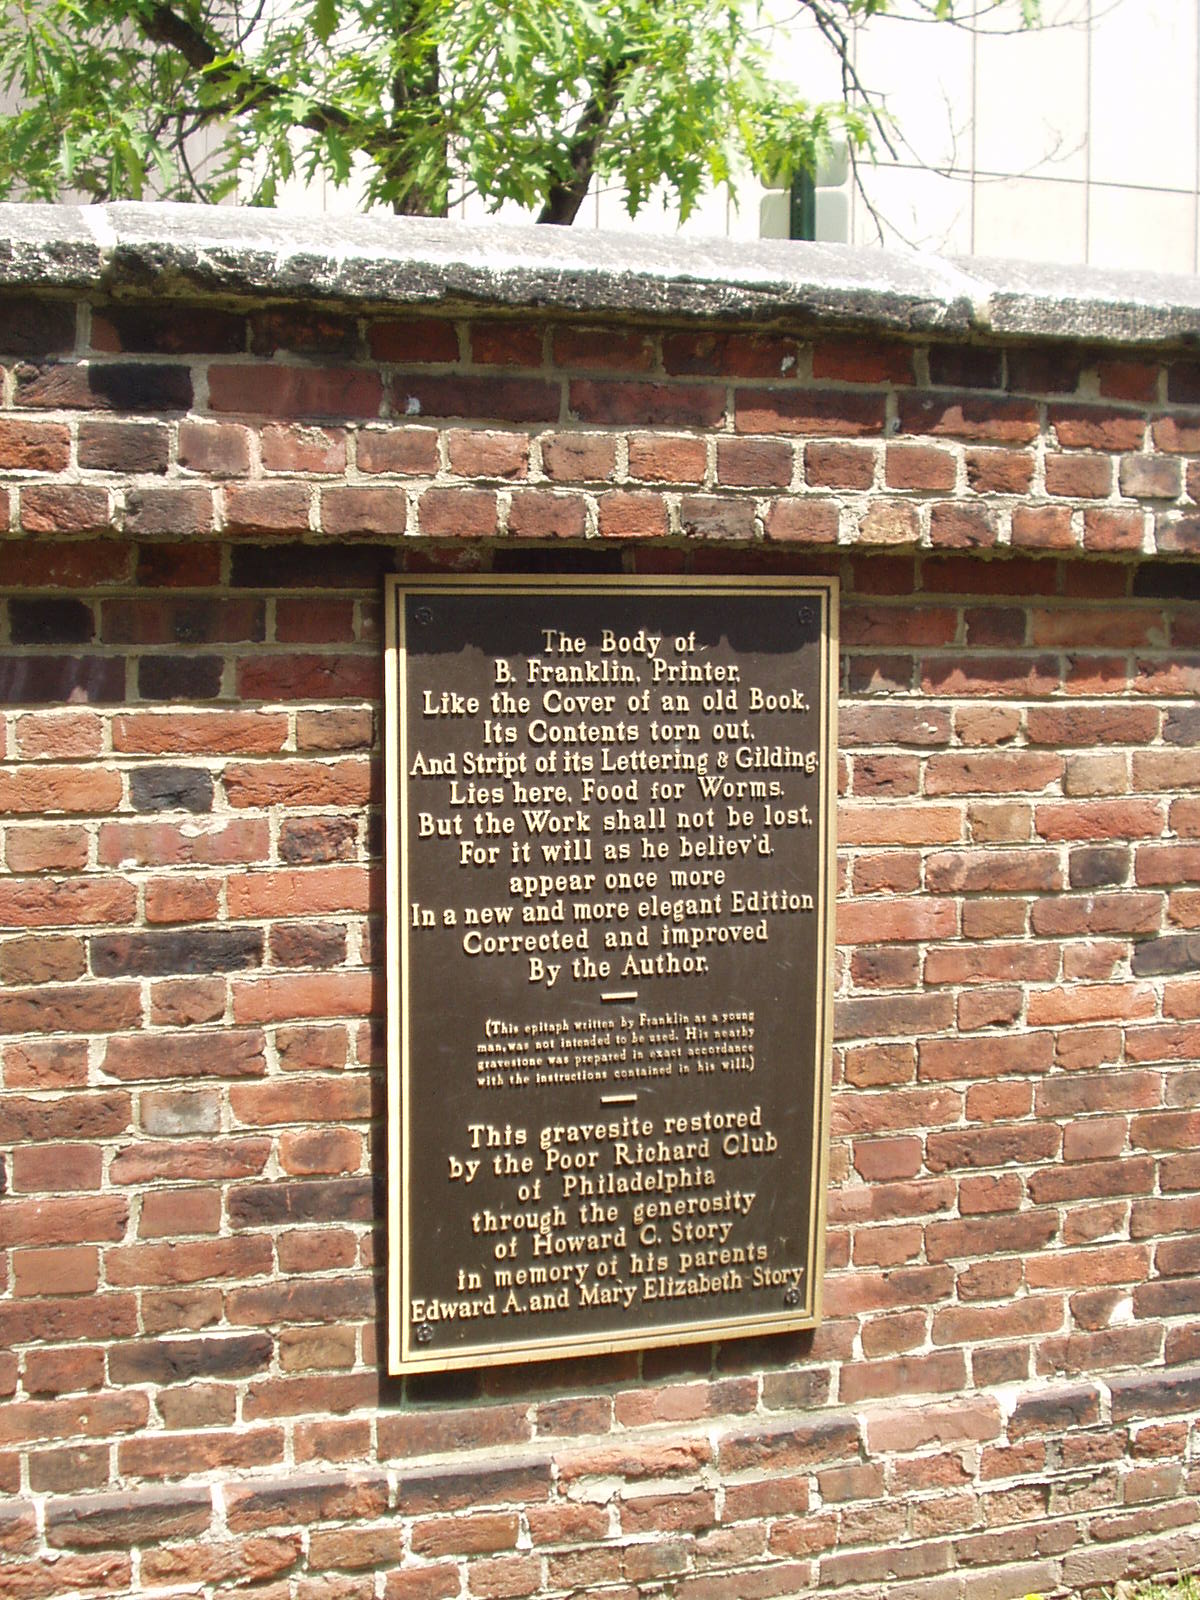 The Body of
B. Franklin, Printer,
Like the Cover of an old Book,
Its Contents torn out,
And Stript of its Lettering & Gilding,
Lies here, Food for Worms.
But the Work shall not be lost,
For it will as he believ'd
appear once more
In a new and more elegant Edition
Corrected and improved
By the Author.
(This epitaph written by Franklin as a young
man, was not intended to be used. His nearby
gravestone was prepared in exact accordance
with the instructions contained in his will.)
This gravesite restored
by the Poor Richard Club
of Philadelphia
through the generosity
of Howard C. Story
in memory of his parents
Edward A. and Mary Elizabeth Story